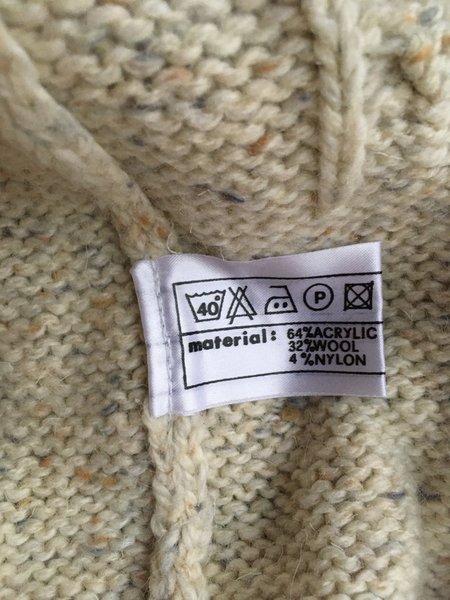 40° P
material: 64%ACRYLIC
32%WOOL
4%NYLON